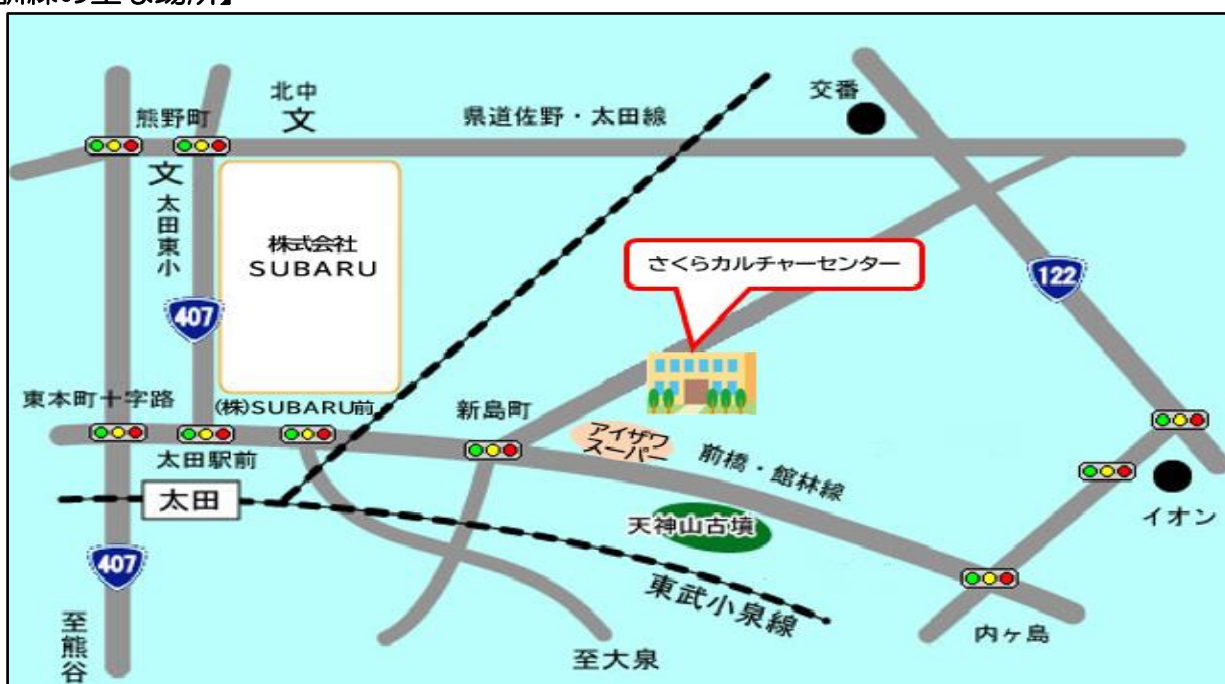 交番
北中
文
熊野町
県道佐野・太田線
文
太田東小
株式会社
SUBARU
さくらカルチャーセンター
122
407
東本町十字路
(株)SUBARU前
新島町
アイザワ
スーパー
太田駅前
前橋・館林線
太田
イオン
天神山古墳
407
東武小泉線
内ヶ島
至熊谷
至大泉